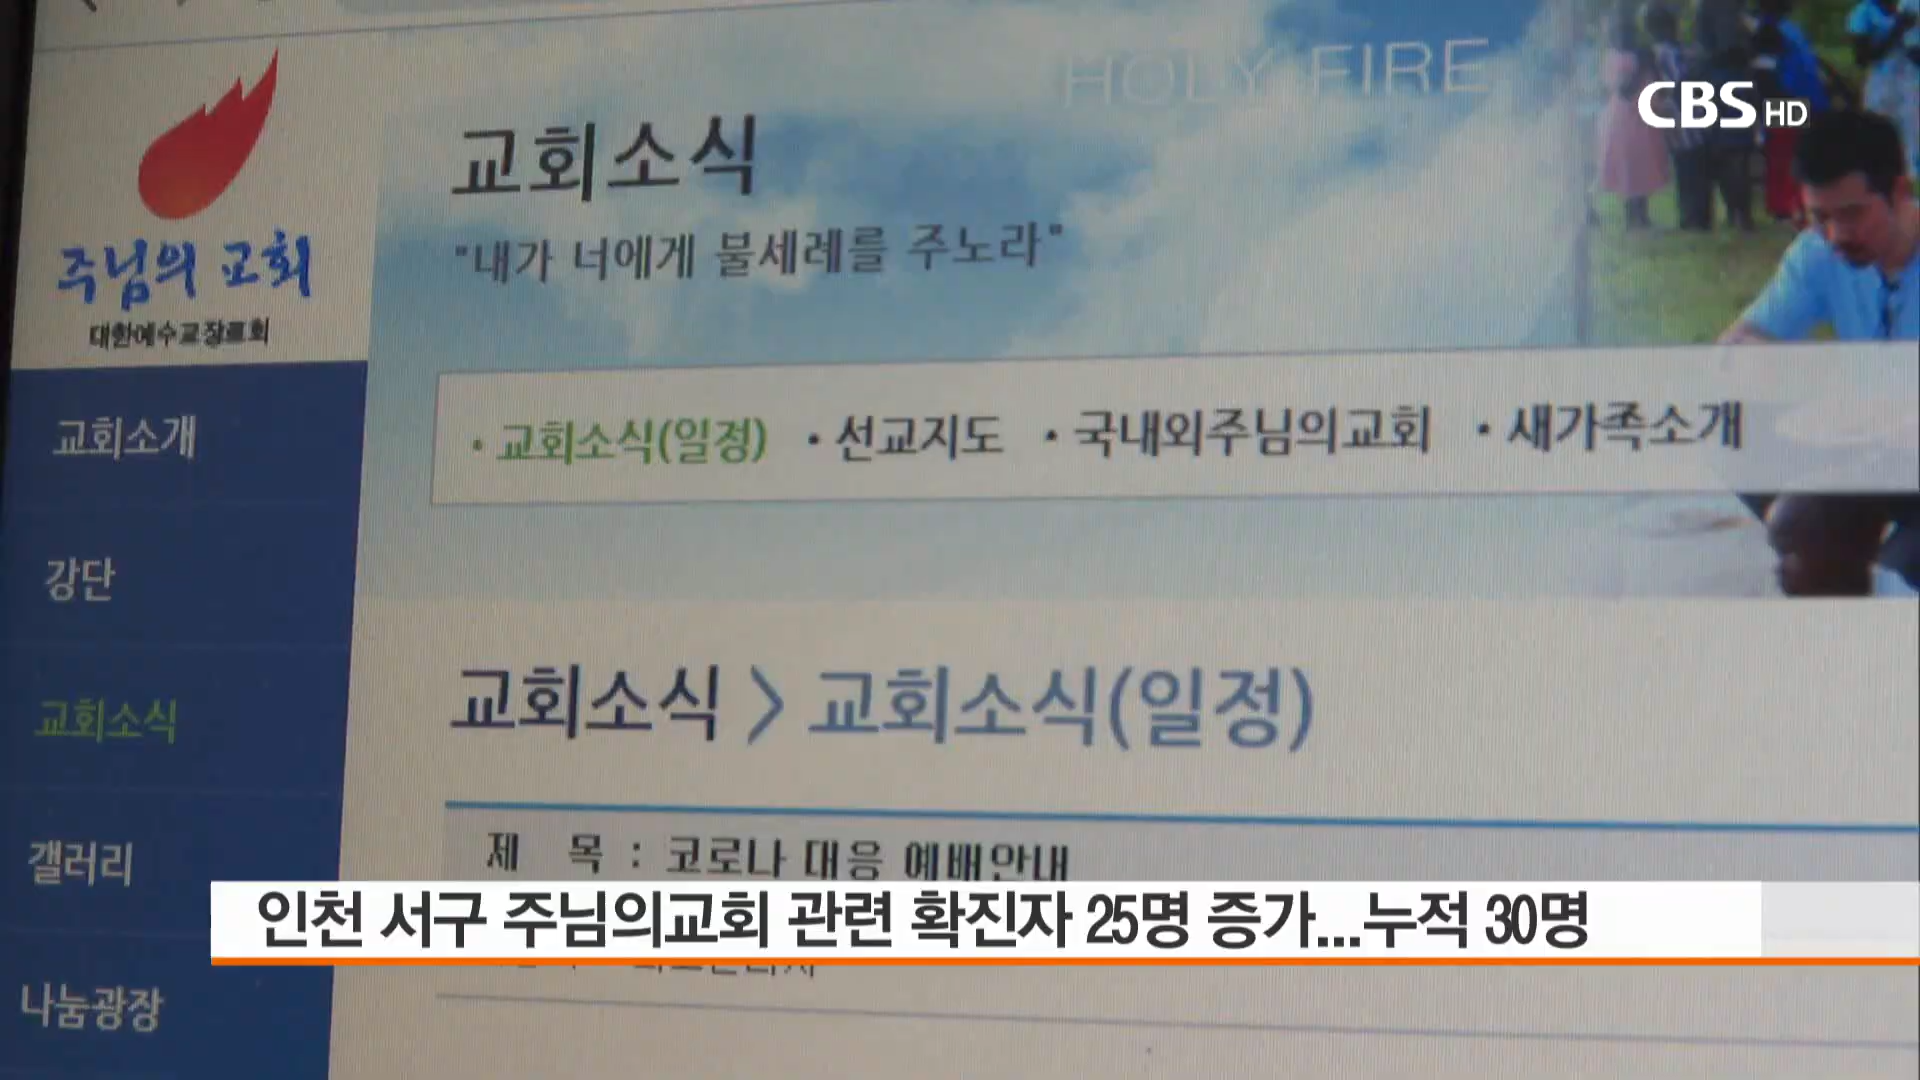 HOLY FIRE
CBS HD
교회소식
"내가 너에게 불세례를 주노라"
주님의 교회
대한예수교장로회
· 교회소식(일정) · 선교지도 · 국내외주님의교회 · 새가족소개
교회소개
강단
교회소식
갤러리
나눔광장
교회소식 > 교회소식(일정)
제 목 : 코로나 대응 예배안내
인천 서구 주님의교회 관련 확진자 25명 증가...누적 30명